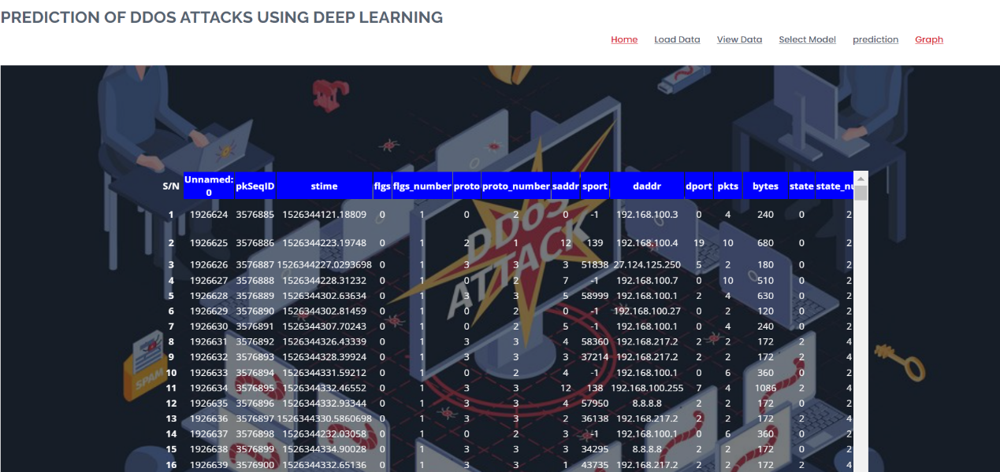 PREDICTION OF DDOS ATTACKS USING DEEP LEARNING
Home Load Data View Data Select Model prediction Graph
S/N Unnamed: 0 pkSeqID stime flgs flgs_number proto proto_number saddr sport daddr dport pkts bytes state state_nu
1 1926624 3576885 1526344121.18809 0 1 0 2 0 -1 192.168.100.3 0 4 240 0 2
2 1926625 3576886 1526344223.19748 0 1 2 1 12 139 192.168.100.4 19 10 680 0 2
3 1926626 3576887 1526344227.0293698 0 1 3 3 3 51838 27.124.125.250 5 2 180 0 2
4 1926627 3576888 1526344228.31232 0 1 0 2 7 -1 192.168.100.7 0 10 510 0 2
5 1926628 3576889 1526344302.63634 0 1 3 3 5 58999 192.168.100.1 2 4 630 0 2
6 1926629 3576890 1526344302.81459 0 1 0 2 0 -1 192.168.100.27 0 2 120 0 2
7 1926630 3576891 1526344307.70243 0 1 0 2 5 -1 192.168.100.1 0 4 240 0 2
8 1926631 3576892 1526344326.43339 0 1 3 3 4 58360 192.168.217.2 2 2 172 2 4
9 1926632 3576893 1526344328.39924 0 1 3 3 3 37214 192.168.217.2 2 2 172 2 4
10 1926633 3576894 1526344331.59212 0 1 0 2 4 -1 192.168.100.1 0 6 360 0 2
11 1926634 3576895 1526344332.46552 0 1 3 3 12 138 192.168.100.255 7 4 1086 2 4
12 1926635 3576896 1526344332.93344 0 1 3 3 4 57950 8.8.8.8 2 2 172 0 2
13 1926636 3576897 1526344330.5860698 0 1 3 3 2 36138 192.168.217.2 2 2 172 2 4
14 1926637 3576898 1526344232.03058 0 1 0 2 3 -1 192.168.100.1 0 6 360 0 2
15 1926638 3576899 1526344334.90028 0 1 3 3 3 34295 8.8.8.8 2 2 172 0 2
16 1926639 3576900 1526344332.65136 0 1 3 3 1 43735 192.168.217.2 2 2 172 2 4
DDOS
ATTACK
SPAM